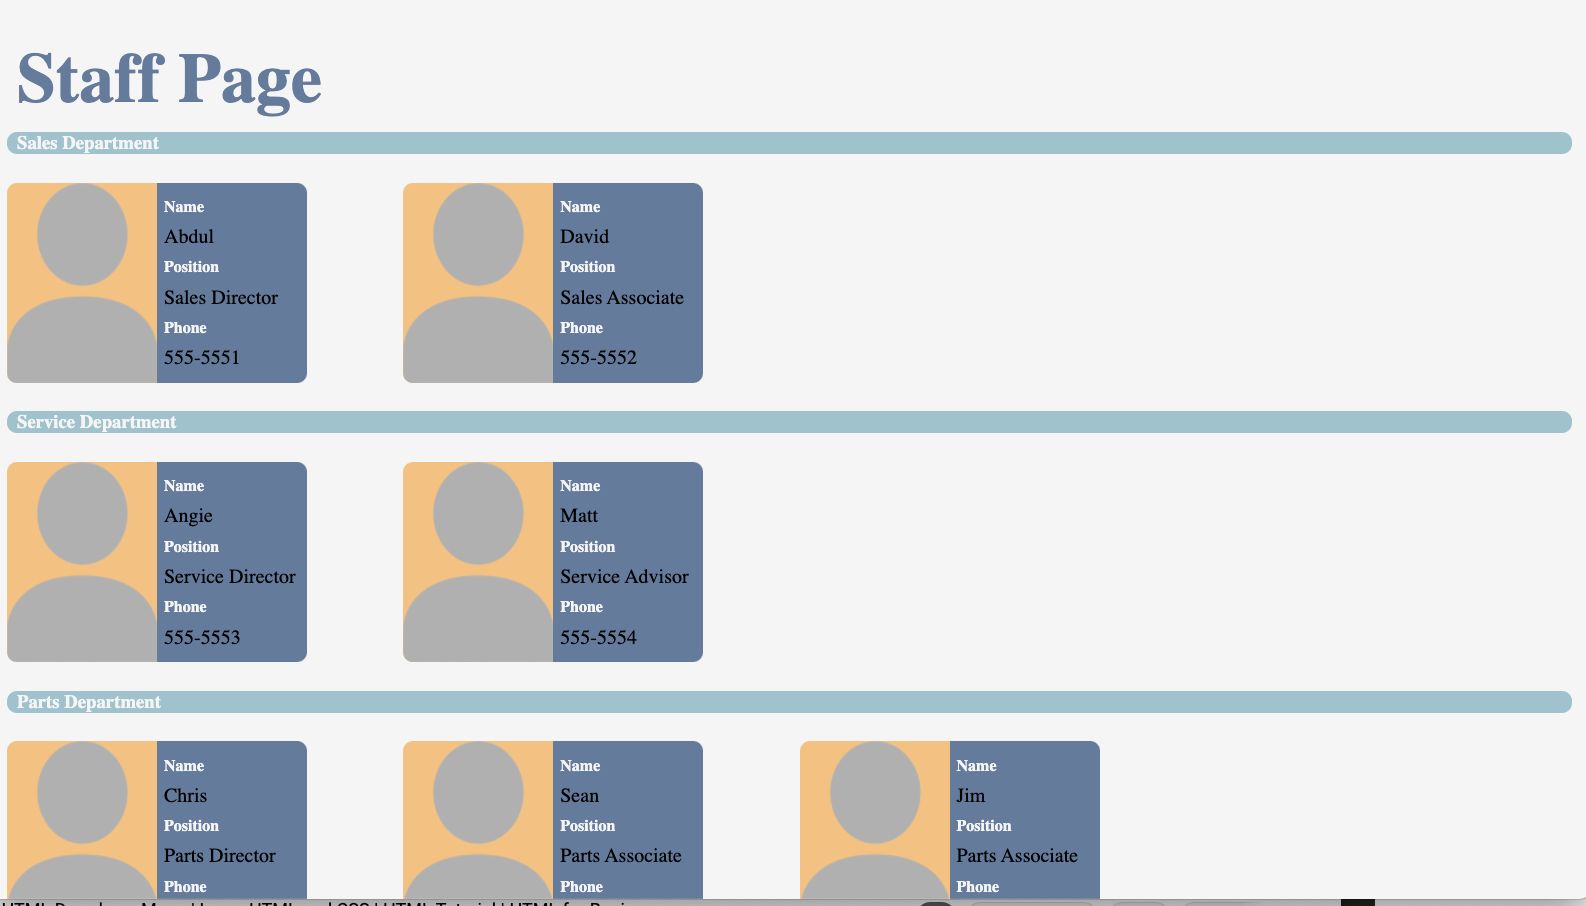 Staff Page
Sales Department
Name
Abdul
Position
Sales Director
Phone
555-5551
Name
David
Position
Sales Associate
Phone
555-5552
Service Department
Name
Angie
Position
Service Director
Phone
555-5553
Name
Matt
Position
Service Advisor
Phone
555-5554
Parts Department
Name
Chris
Position
Parts Director
Phone
Name
Sean
Position
Parts Associate
Phone
Name
Jim
Position
Parts Associate
Phone